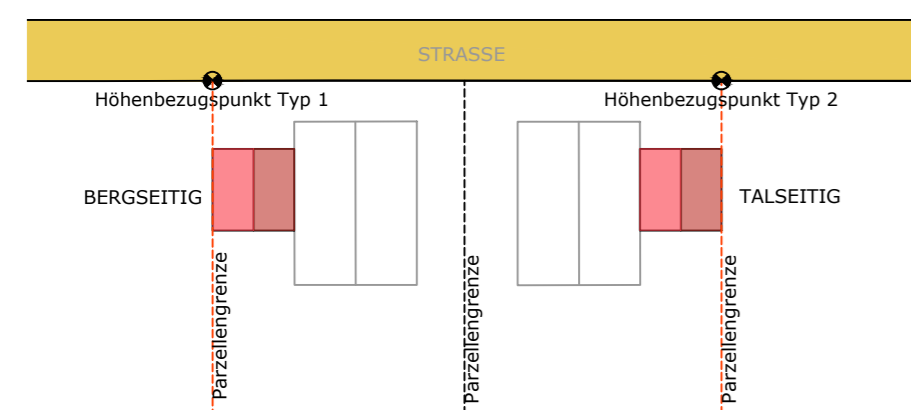 STRASSE
Höhenbezugspunkt Typ 1
Höhenbezugspunkt Typ 2
BERGSEITIG
TALSEITIG
Parzellengrenze
Parzellengrenze
Parzellengrenze